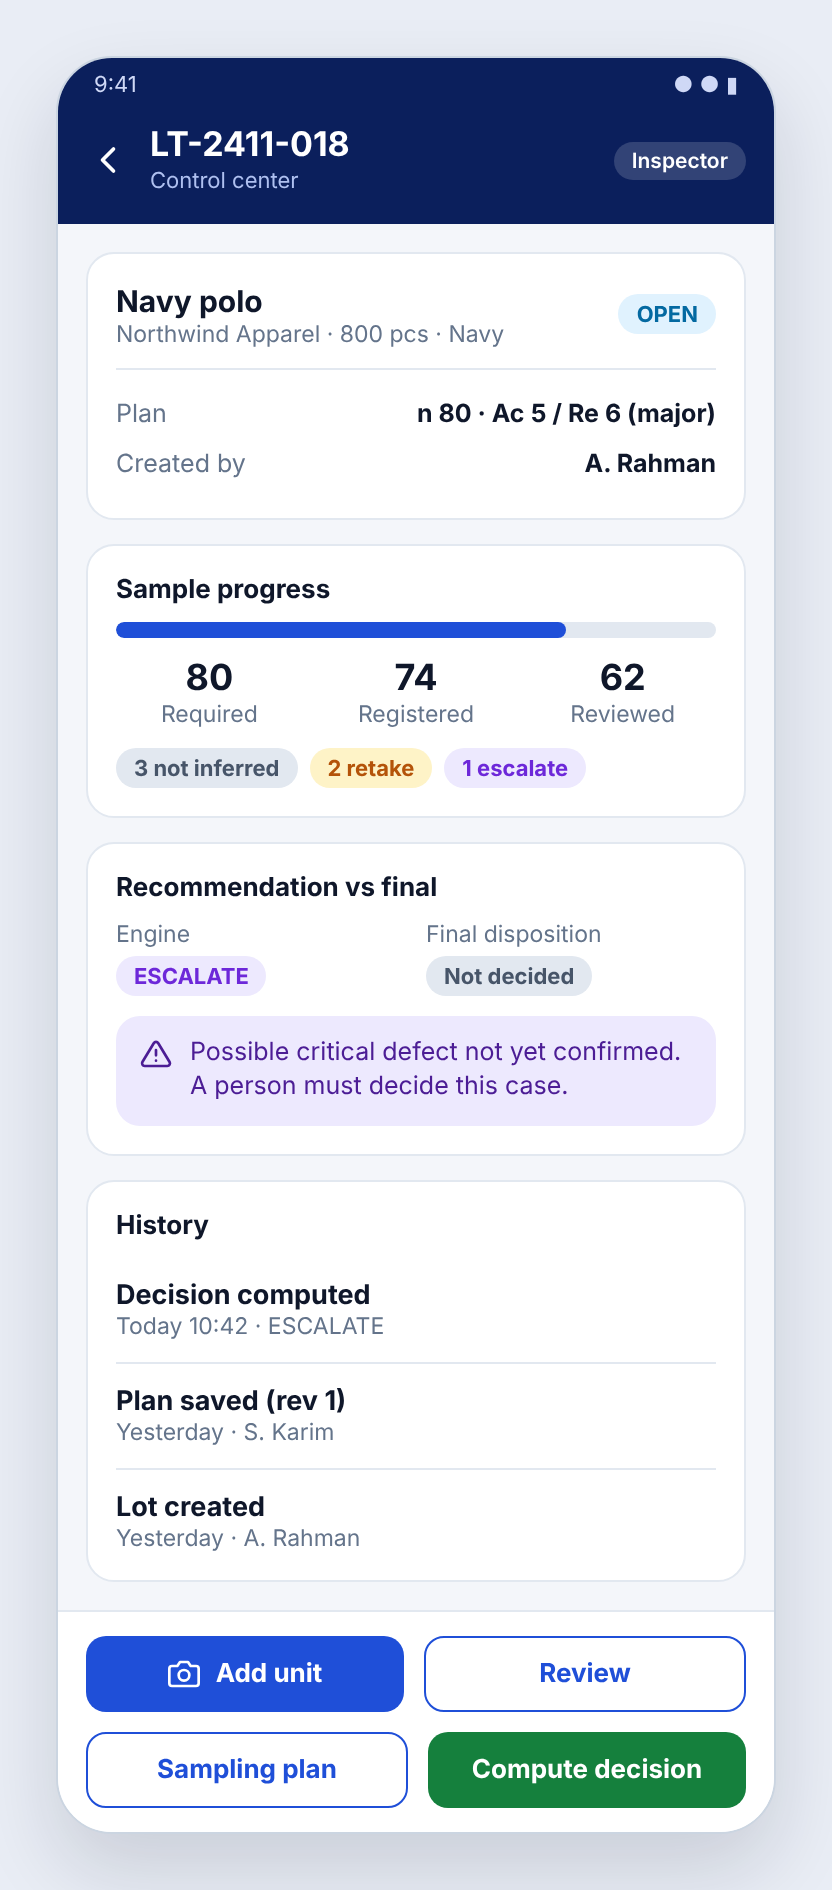 9:41
LT-2411-018
Control center
Inspector
Navy polo
Northwind Apparel · 800 pcs · Navy
OPEN
Plan
n 80 · Ac 5 / Re 6 (major)
Created by
A. Rahman
Sample progress
80
74
62
Required
Registered
Reviewed
3 not inferred
2 retake
1 escalate
Recommendation vs final
Engine
Final disposition
ESCALATE
Not decided
Possible critical defect not yet confirmed.
A person must decide this case.
History
Decision computed
Today 10:42 · ESCALATE
Plan saved (rev 1)
Yesterday · S. Karim
Lot created
Yesterday · A. Rahman
Add unit
Review
Sampling plan
Compute decision